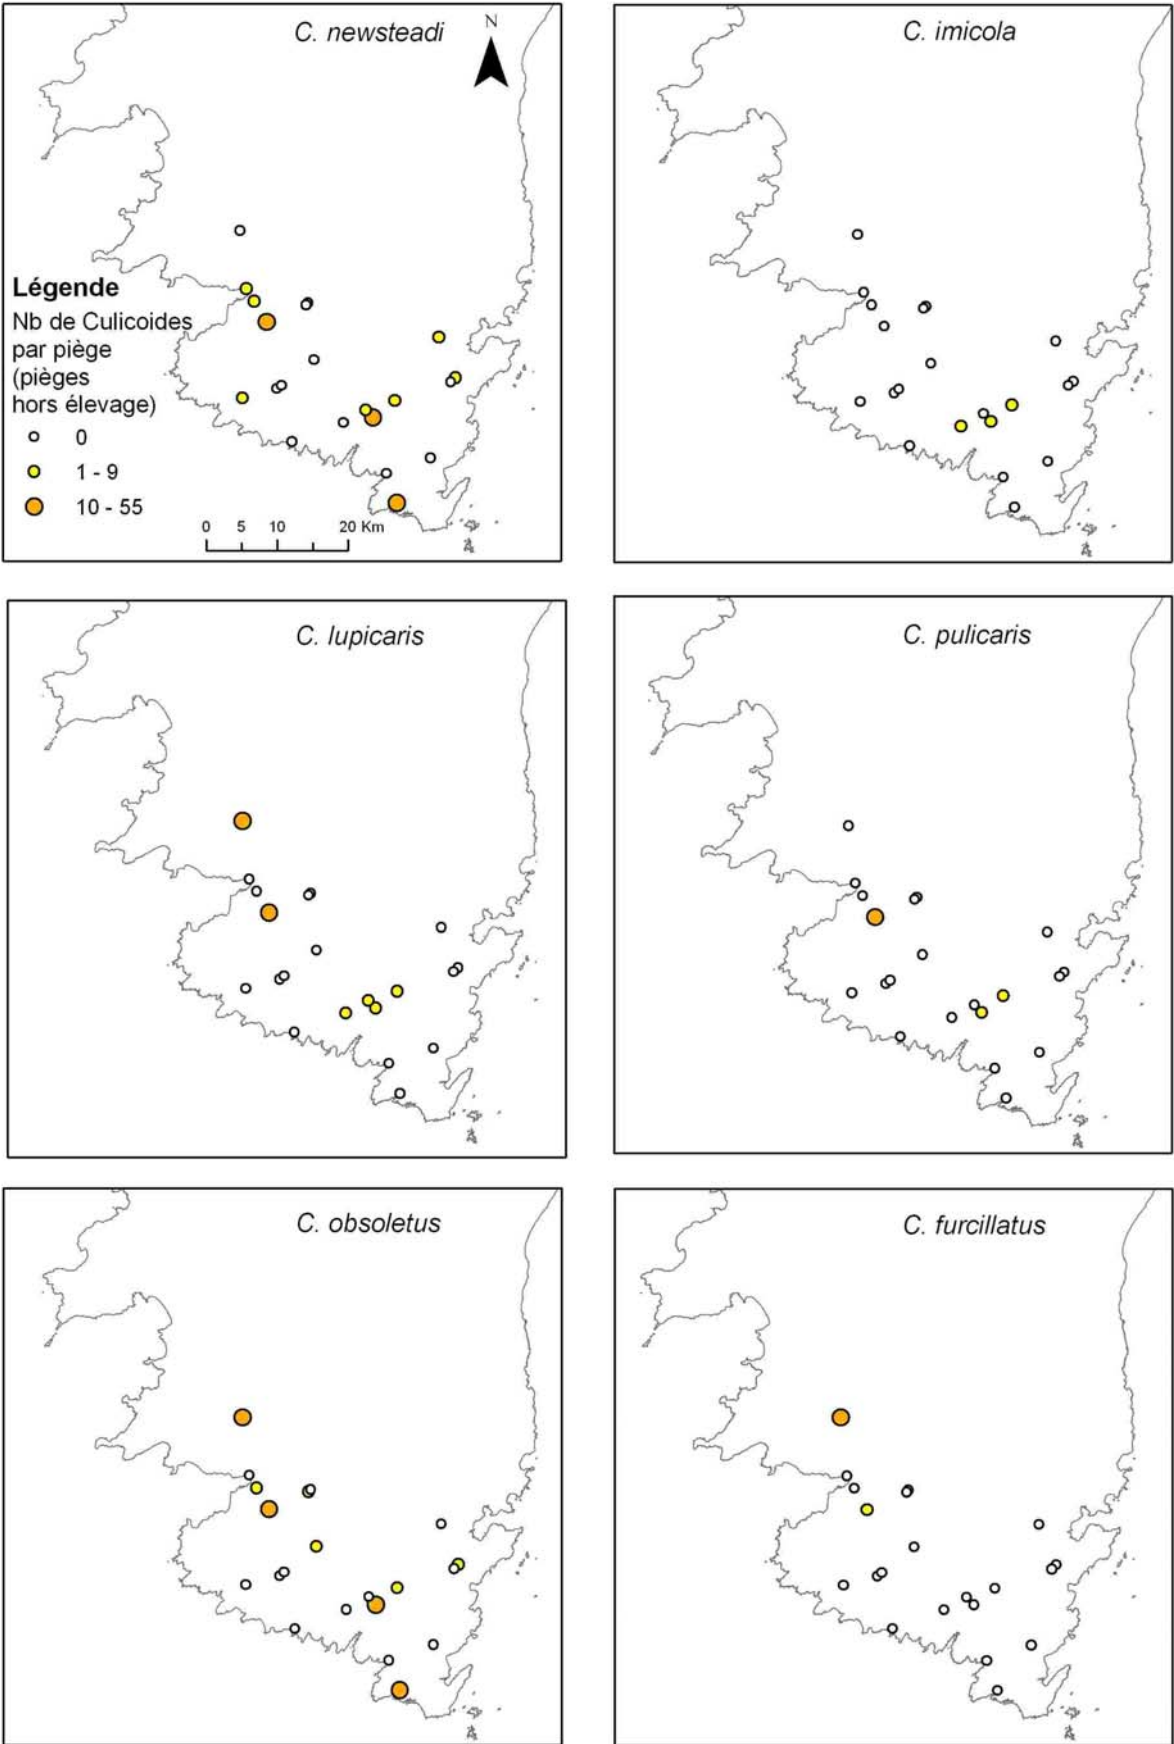 C. newsteadi
N
Légende
Nb de Culicoides
par piège
(pièges
hors élevage)
0
1 - 9
10 - 55
0 5 10 20 Km
C. imicola
C. lupicaris
C. pulicaris
C. obsoletus
C. furcillatus